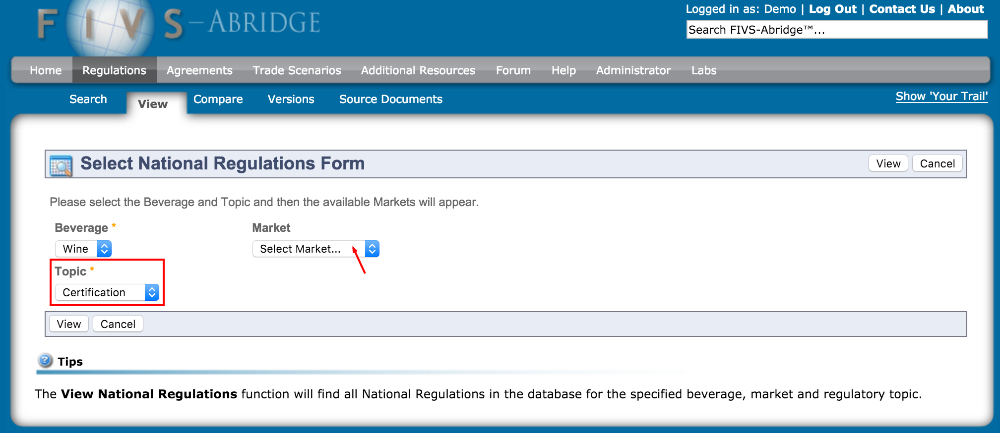 FIVS-ABRIDGE
Logged in as: Demo | Log Out | Contact Us | About
Search FIVS-Abridge™...
Home Regulations Agreements Trade Scenarios Additional Resources Forum Help Administrator Labs
Search View Compare Versions Source Documents Show 'Your Trail'
Select National Regulations Form View Cancel
Please select the Beverage and Topic and then the available Markets will appear.
Beverage * Market
Wine Select Market...
Topic *
Certification
View Cancel
? Tips
The View National Regulations function will find all National Regulations in the database for the specified beverage, market and regulatory topic.